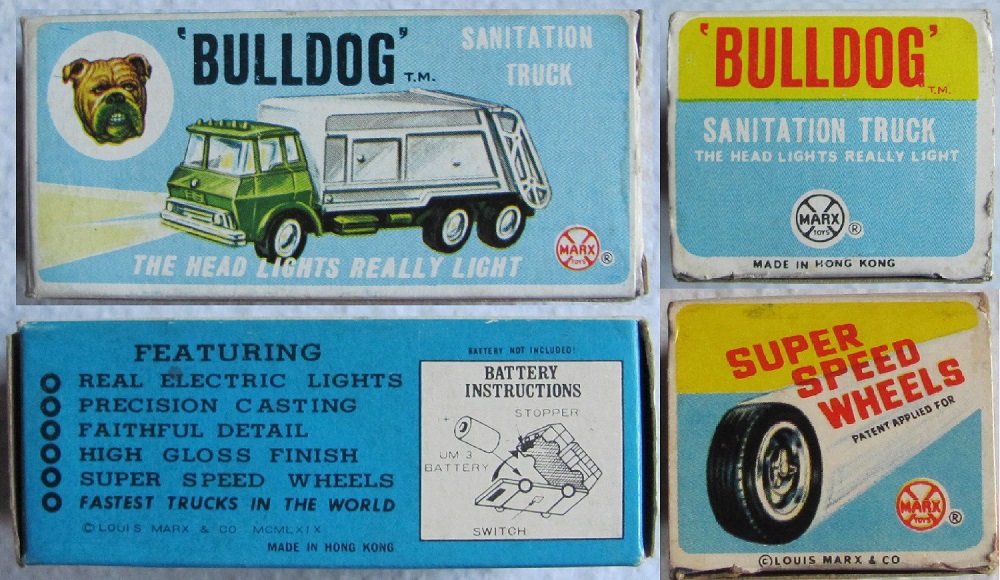 'BULLDOG' T.M.
SANITATION
TRUCK
THE HEAD LIGHTS REALLY LIGHT
MARX
TOYS
®
'BULLDOG'
T.M.
SANITATION TRUCK
THE HEAD LIGHTS REALLY LIGHT
MARX
TOYS
®
MADE IN HONG KONG
FEATURING
REAL ELECTRIC LIGHTS
PRECISION CASTING
FAITHFUL DETAIL
HIGH GLOSS FINISH
SUPER SPEED WHEELS
FASTEST TRUCKS IN THE WORLD
© LOUIS MARX & CO MCMLXIX
MADE IN HONG KONG
BATTERY NOT INCLUDED!
BATTERY
INSTRUCTIONS
STOPPER
UM 3
BATTERY
SWITCH
SUPER
SPEED
WHEELS
PATENT APPLIED FOR
MARX
TOYS
®
© LOUIS MARX & CO